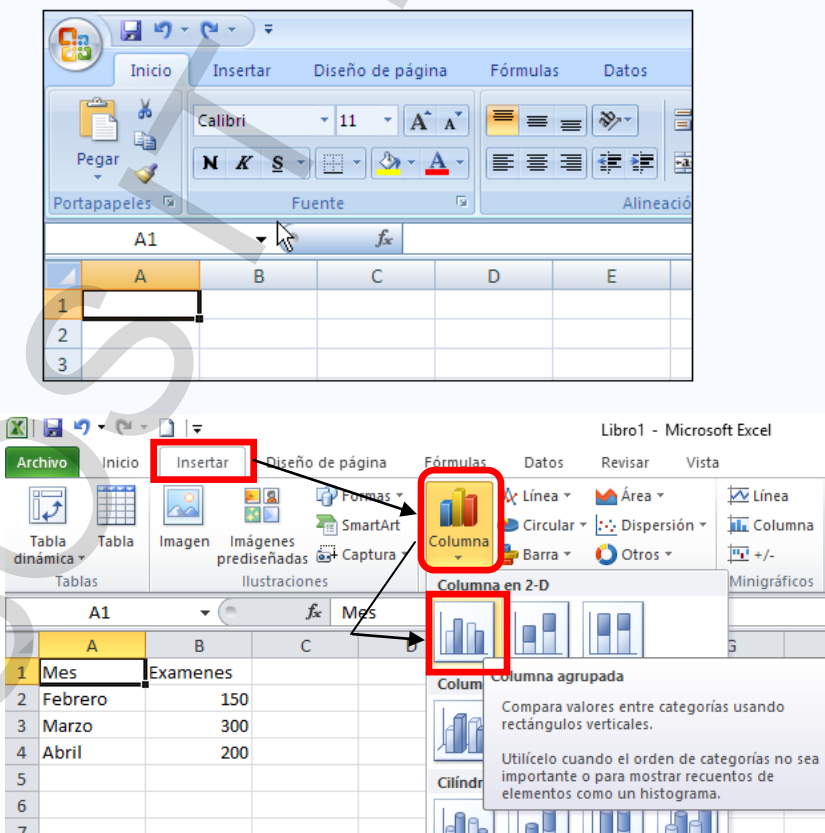 Inicio Insertar Diseño de página Fórmulas Datos
Calibri 11 A A
Pegar N K S A
Portapapeles Fuente
A1 fx
A B C D E
1
2
3
Libro1 - Microsoft Excel
Archivo Inicio Insertar Diseño de página Fórmulas Datos Revisar Vista
Tabla dinámica Tabla Imagen Imágenes prediseñadas Formas SmartArt Captura
Columna Línea Circular Barra Área Dispersión Otros
Línea Columna +/-
Tablas Ilustraciones Minigráficos
A1 fx Mes
Columna en 2-D
A B C D G
1 Mes Examenes
2 Febrero 150
3 Marzo 300
4 Abril 200
5
6
7
Columna agrupada
Compara valores entre categorías usando
rectángulos verticales.
Utilícelo cuando el orden de categorías no sea
importante o para mostrar recuentos de
elementos como un histograma.